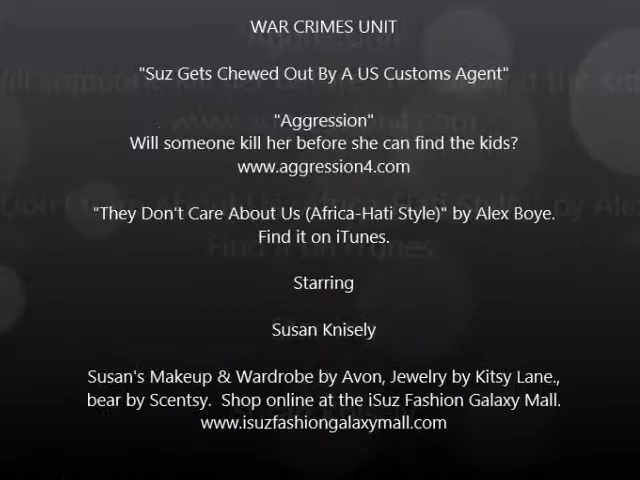 WAR CRIMES UNIT
"Suz Gets Chewed Out By A US Customs Agent"
"Aggression"
Will someone kill her before she can find the kids?
www.aggression4.com
"They Don't Care About Us (Africa-Hati Style)" by Alex Boye.
Find it on iTunes.
Starring
Susan Knisely
Susan's Makeup & Wardrobe by Avon, Jewelry by Kitsy Lane.,
bear by Scentsy.  Shop online at the iSuz Fashion Galaxy Mall.
www.isuzfashiongalaxymall.com